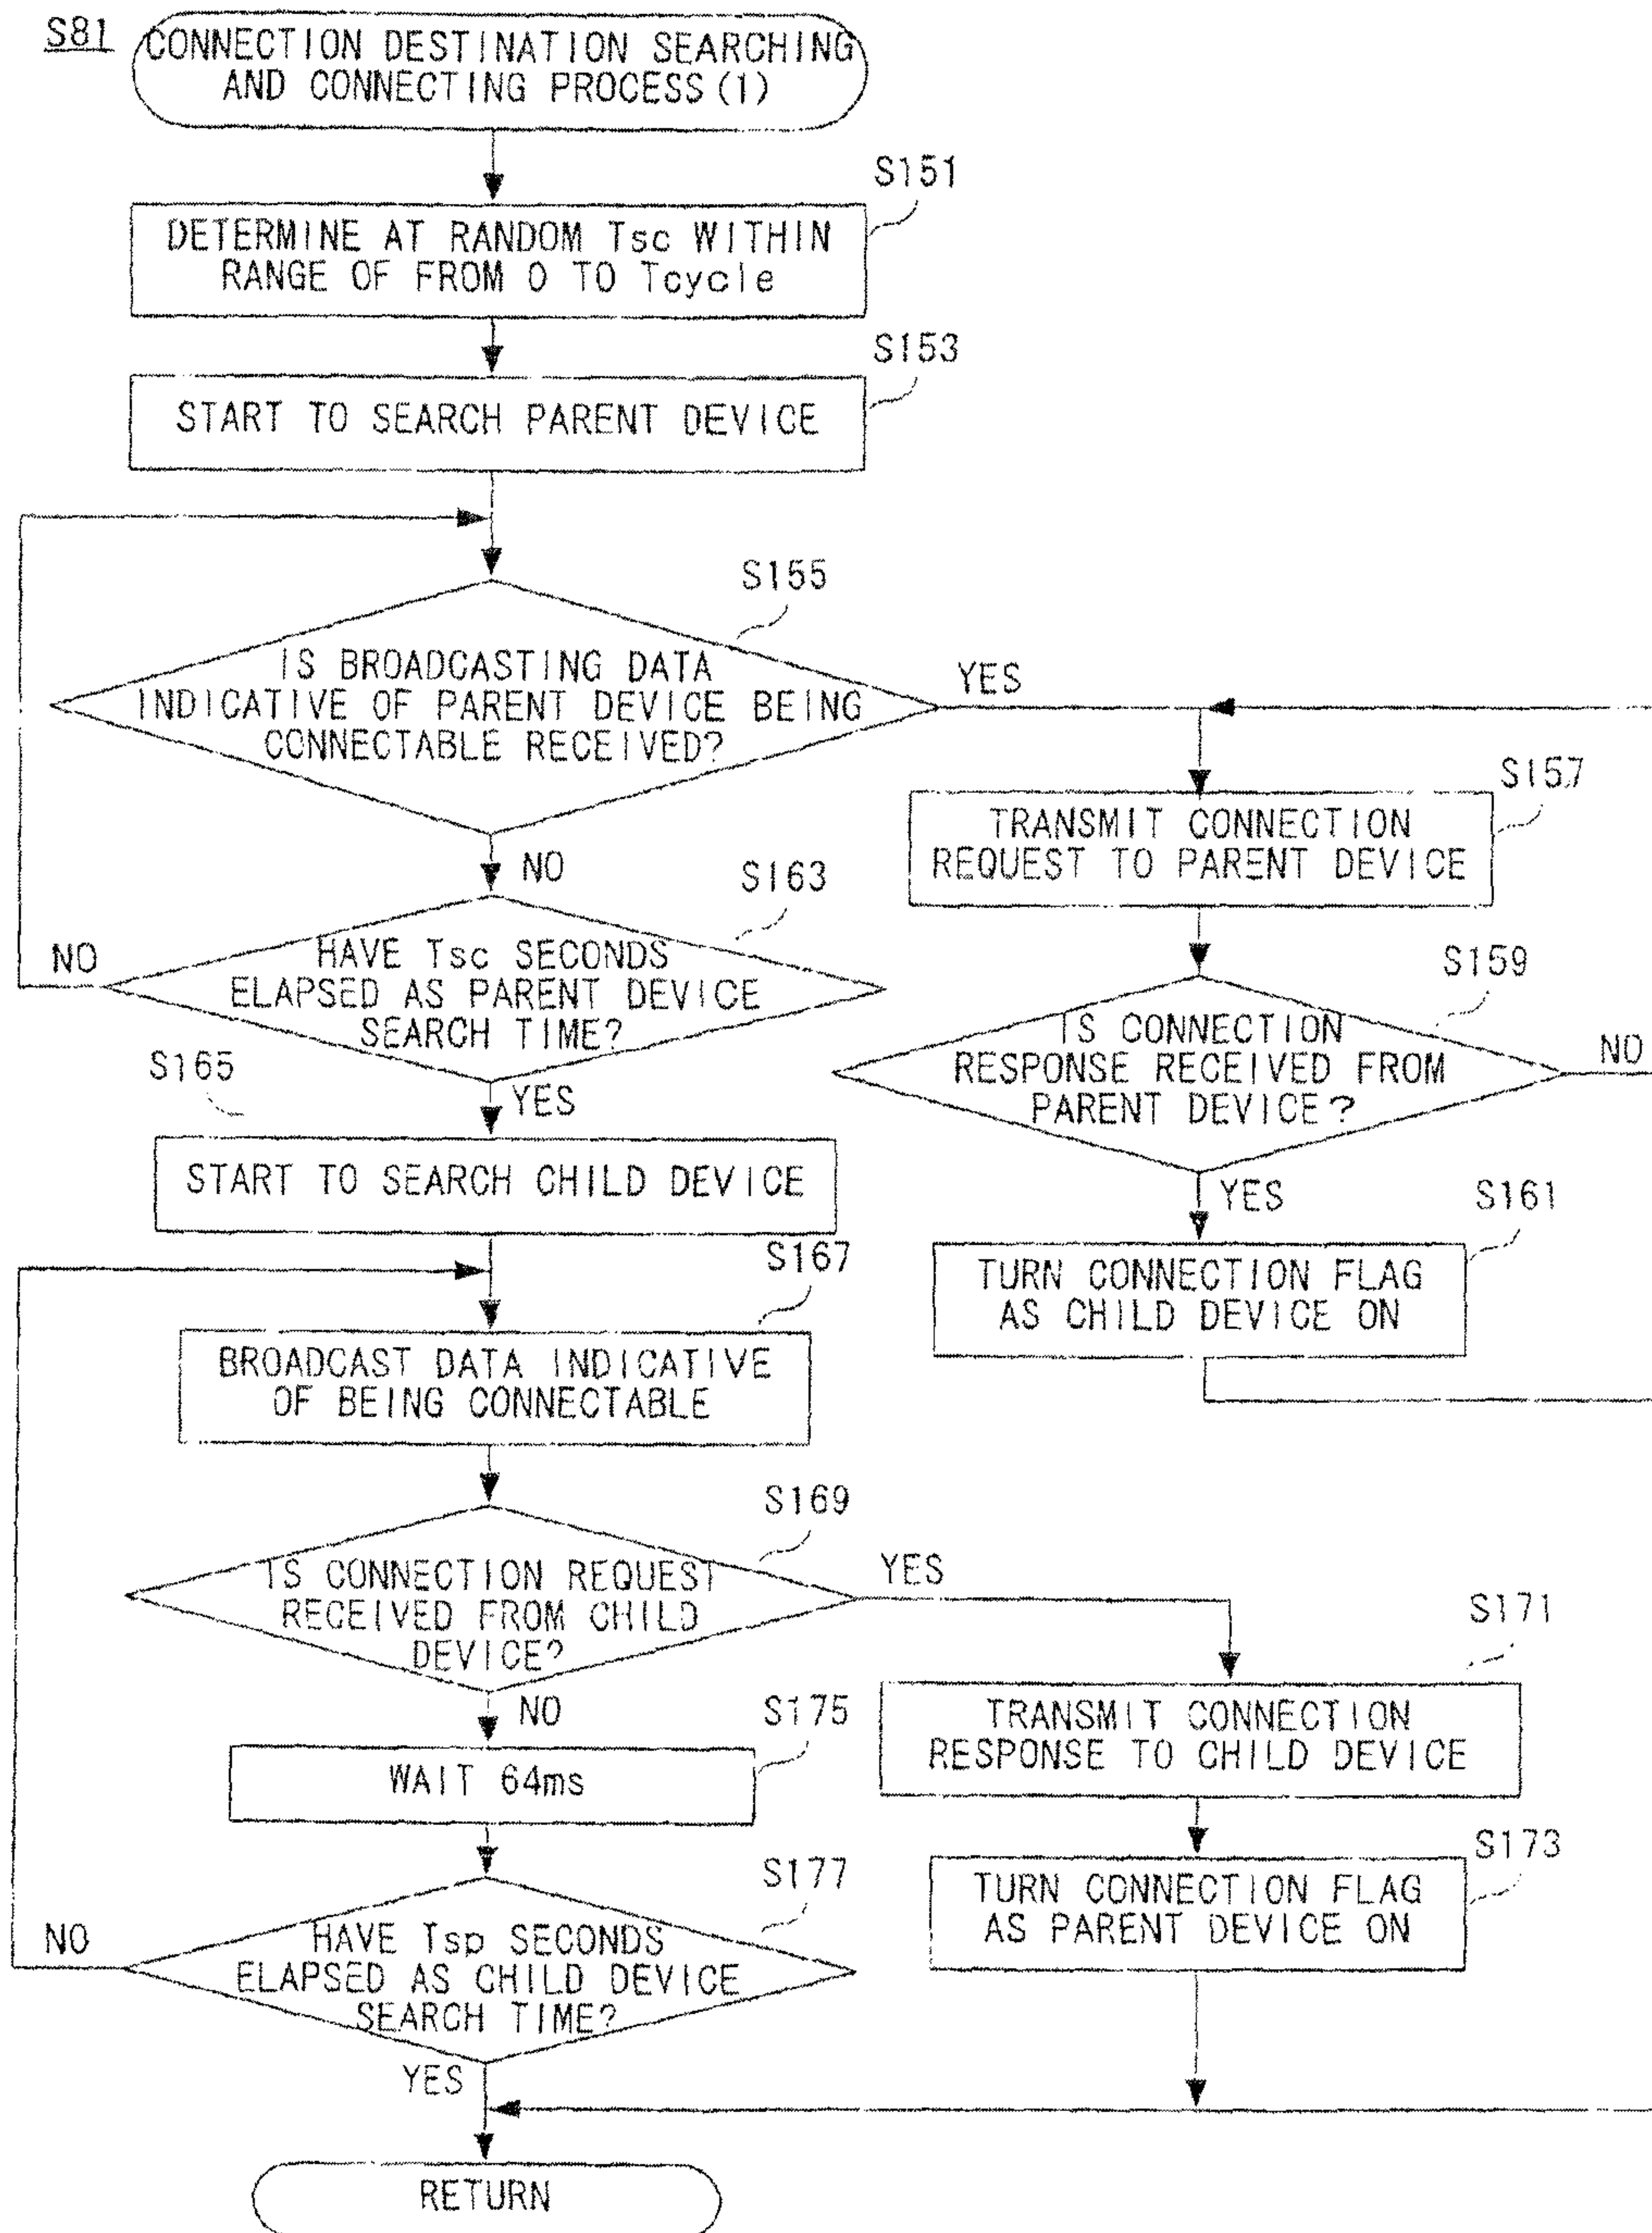 S81
CONNECTION DESTINATION SEARCHING
AND CONNECTING PROCESS(1)
S151
DETERMINE AT RANDOM Tsc WITHIN
RANGE OF FROM 0 TO Tcycle
S153
START TO SEARCH PARENT DEVICE
S155
IS BROADCASTING DATA
INDICATIVE OF PARENT DEVICE BEING
CONNECTABLE RECEIVED?
YES
NO
S157
TRANSMIT CONNECTION
REQUEST TO PARENT DEVICE
S163
HAVE Tsc SECONDS
ELAPSED AS PARENT DEVICE
SEARCH TIME?
NO
YES
S159
IS CONNECTION
RESPONSE RECEIVED FROM
PARENT DEVICE?
NO
YES
S165
START TO SEARCH CHILD DEVICE
S161
TURN CONNECTION FLAG
AS CHILD DEVICE ON
S167
BROADCAST DATA INDICATIVE
OF BEING CONNECTABLE
S169
IS CONNECTION REQUEST
RECEIVED FROM CHILD
DEVICE?
YES
NO
S171
TRANSMIT CONNECTION
RESPONSE TO CHILD DEVICE
S175
WAIT 64ms
S173
TURN CONNECTION FLAG
AS PARENT DEVICE ON
S177
HAVE Tsp SECONDS
ELAPSED AS CHILD DEVICE
SEARCH TIME?
NO
YES
RETURN